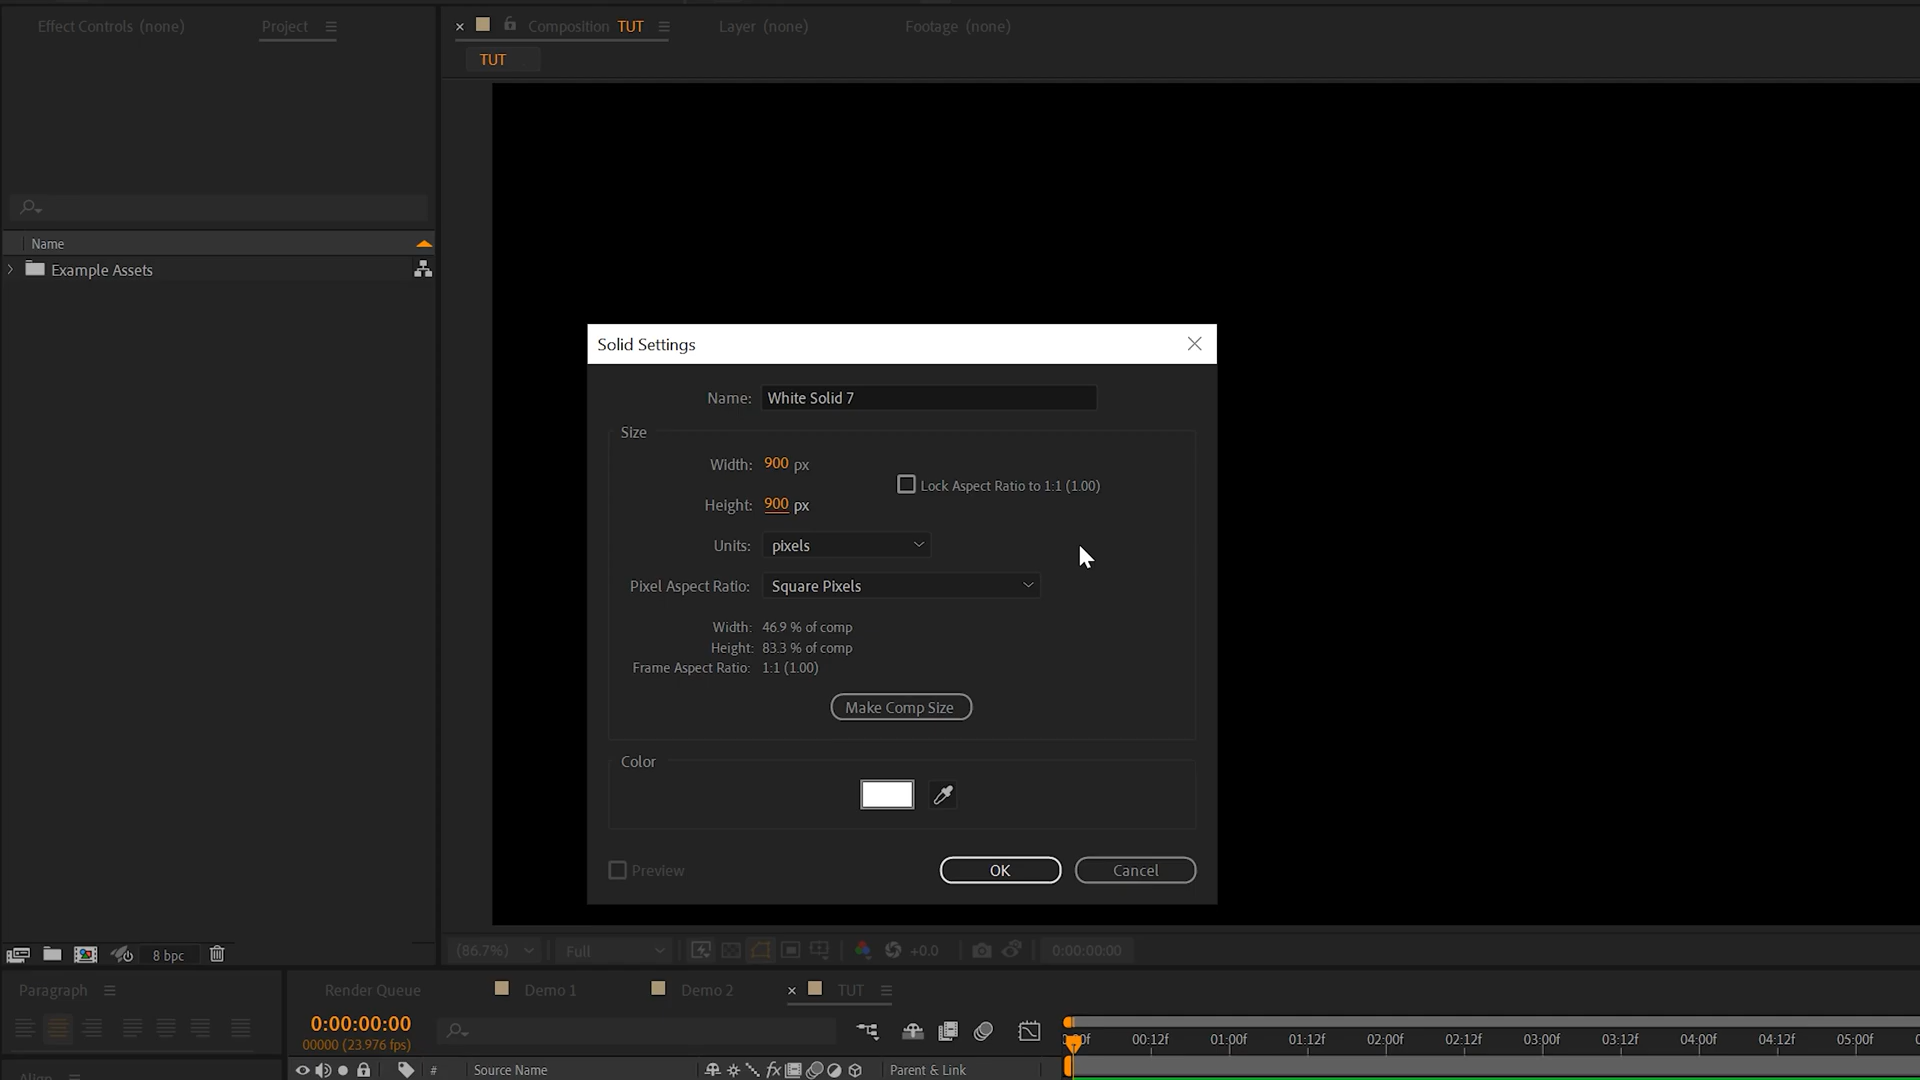 Effect Controls (none)
Project
Composition TUT
Layer (none)
Footage (none)
TUT
Name
Example Assets
Solid Settings
Name: White Solid 7
Size
Width: 900 px
Lock Aspect Ratio to 1:1 (1.00)
Height: 900 px
Units: pixels
Pixel Aspect Ratio: Square Pixels
Width: 46.9 % of comp
Height: 83.3 % of comp
Frame Aspect Ratio: 1:1 (1.00)
Make Comp Size
Color
Preview
OK
Cancel
8 bpc
(86.7%)
Full
+0.0
0:00:00:00
Paragraph
Render Queue
Demo 1
Demo 2
TUT
0:00:00:00
00000 (23.976 fps)
00:12f 01:00f 01:12f 02:00f 02:12f 03:00f 03:12f 04:00f 04:12f 05:00f
# Source Name
fx
Parent & Link